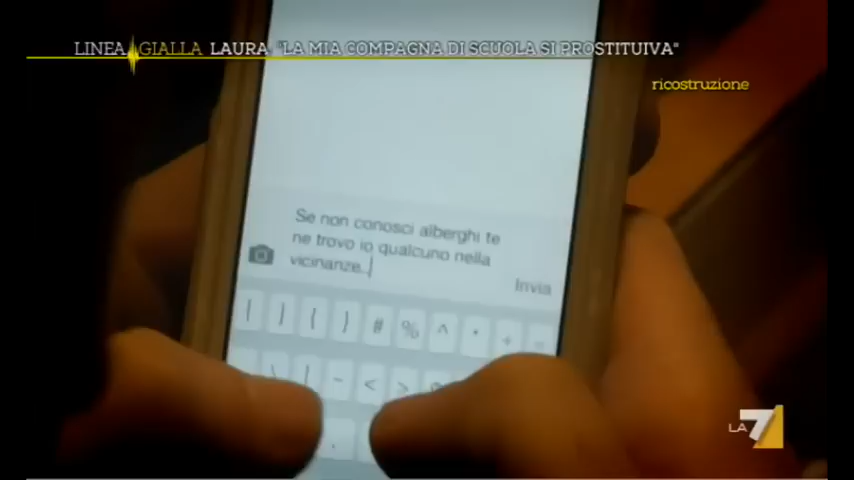 LINEA GIALLA LAURA "LA MIA COMPAGNA DI SCUOLA SI PROSTITUIVA"
ricostruzione
Se non conosci alberghi te
ne trovo io qualcuno nella
vicinanze..
Invia
[ ] { } # % ^ * + =
\ | ~ < >
.
LA7